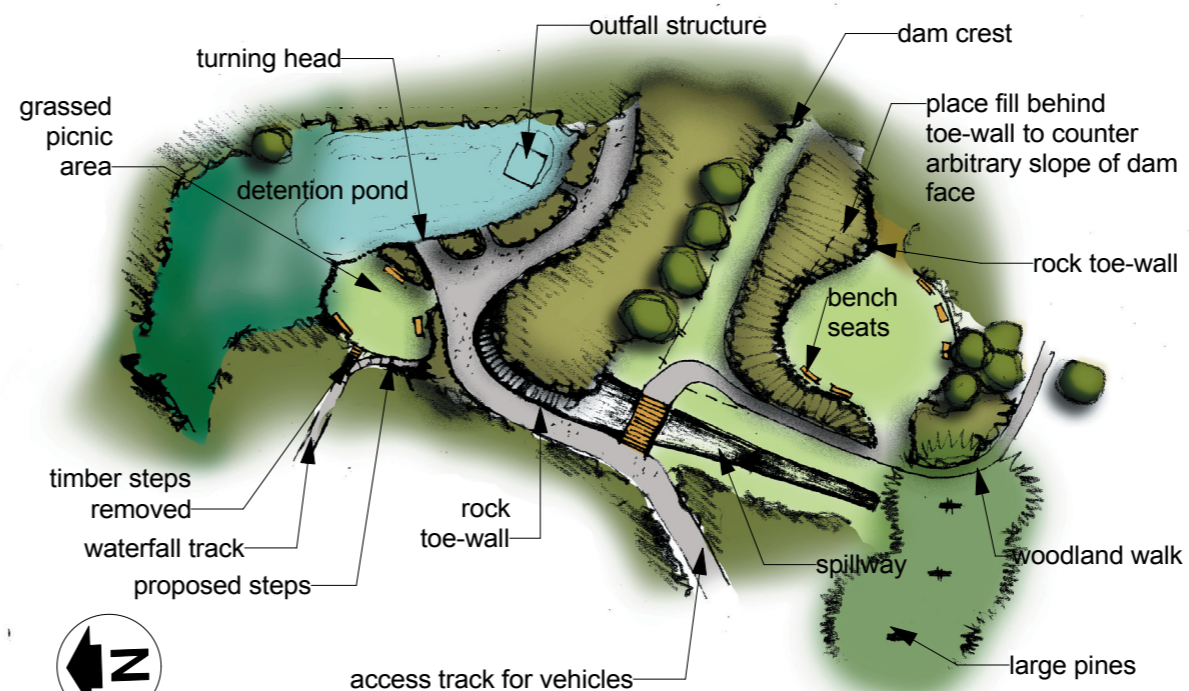 outfall structure
dam crest
turning head
grassed
picnic
area
place fill behind
toe-wall to counter
arbitrary slope of dam
face
detention pond
rock toe-wall
bench
seats
timber steps
removed
waterfall track
proposed steps
rock
toe-wall
spillway
woodland walk
large pines
access track for vehicles
N